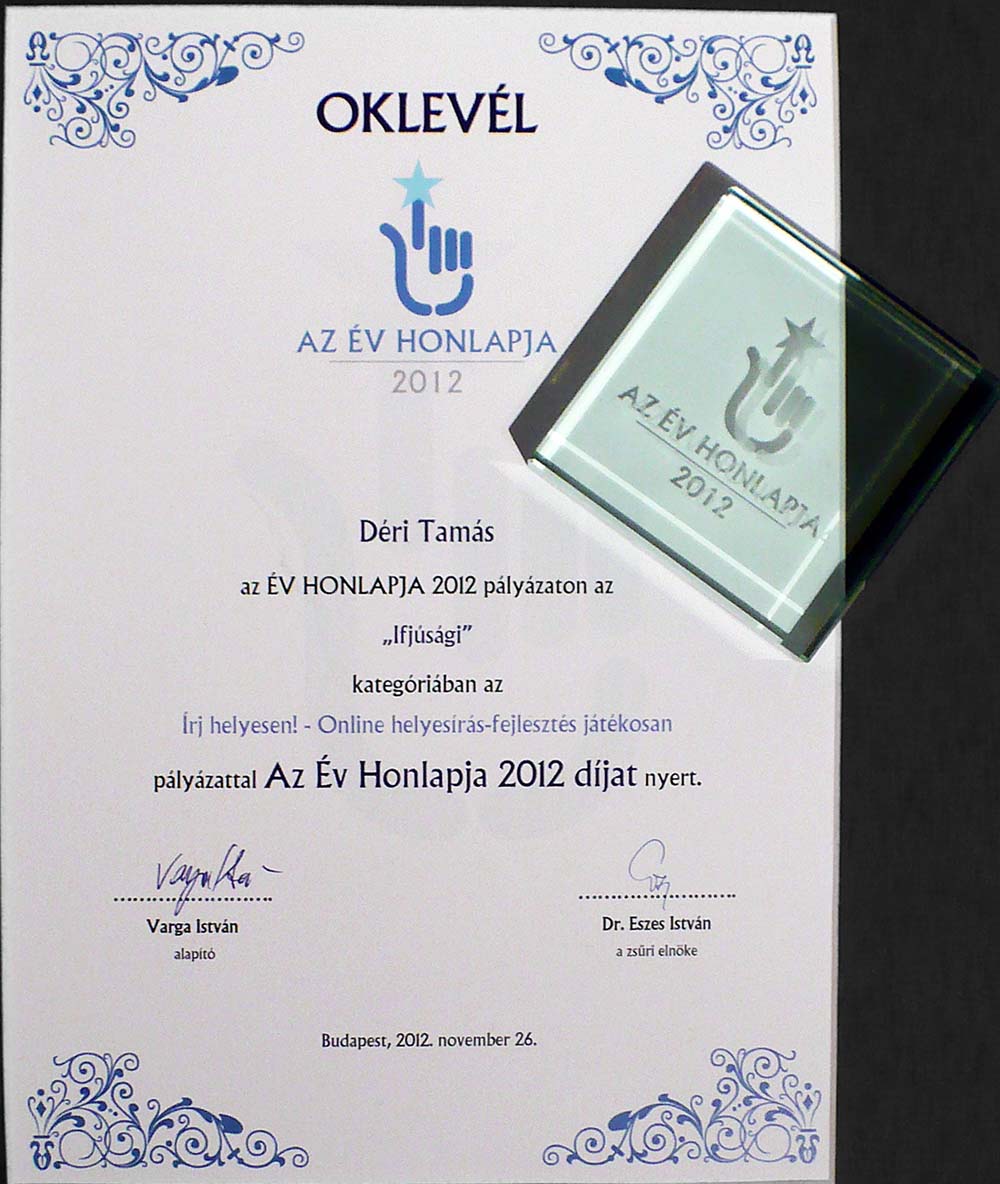 OKLEVÉL
AZ ÉV HONLAPJA
2012
AZ ÉV HONLAPJA
2012
Déri Tamás
az ÉV HONLAPJA 2012 pályázaton az
„Ifjúsági”
kategóriában az
Írj helyesen! - Online helyesírás-fejlesztés játékosan
pályázattal Az Év Honlapja 2012 díjat nyert.
Varga István
alapító
Dr. Eszes István
a zsűri elnöke
Budapest, 2012. november 26.